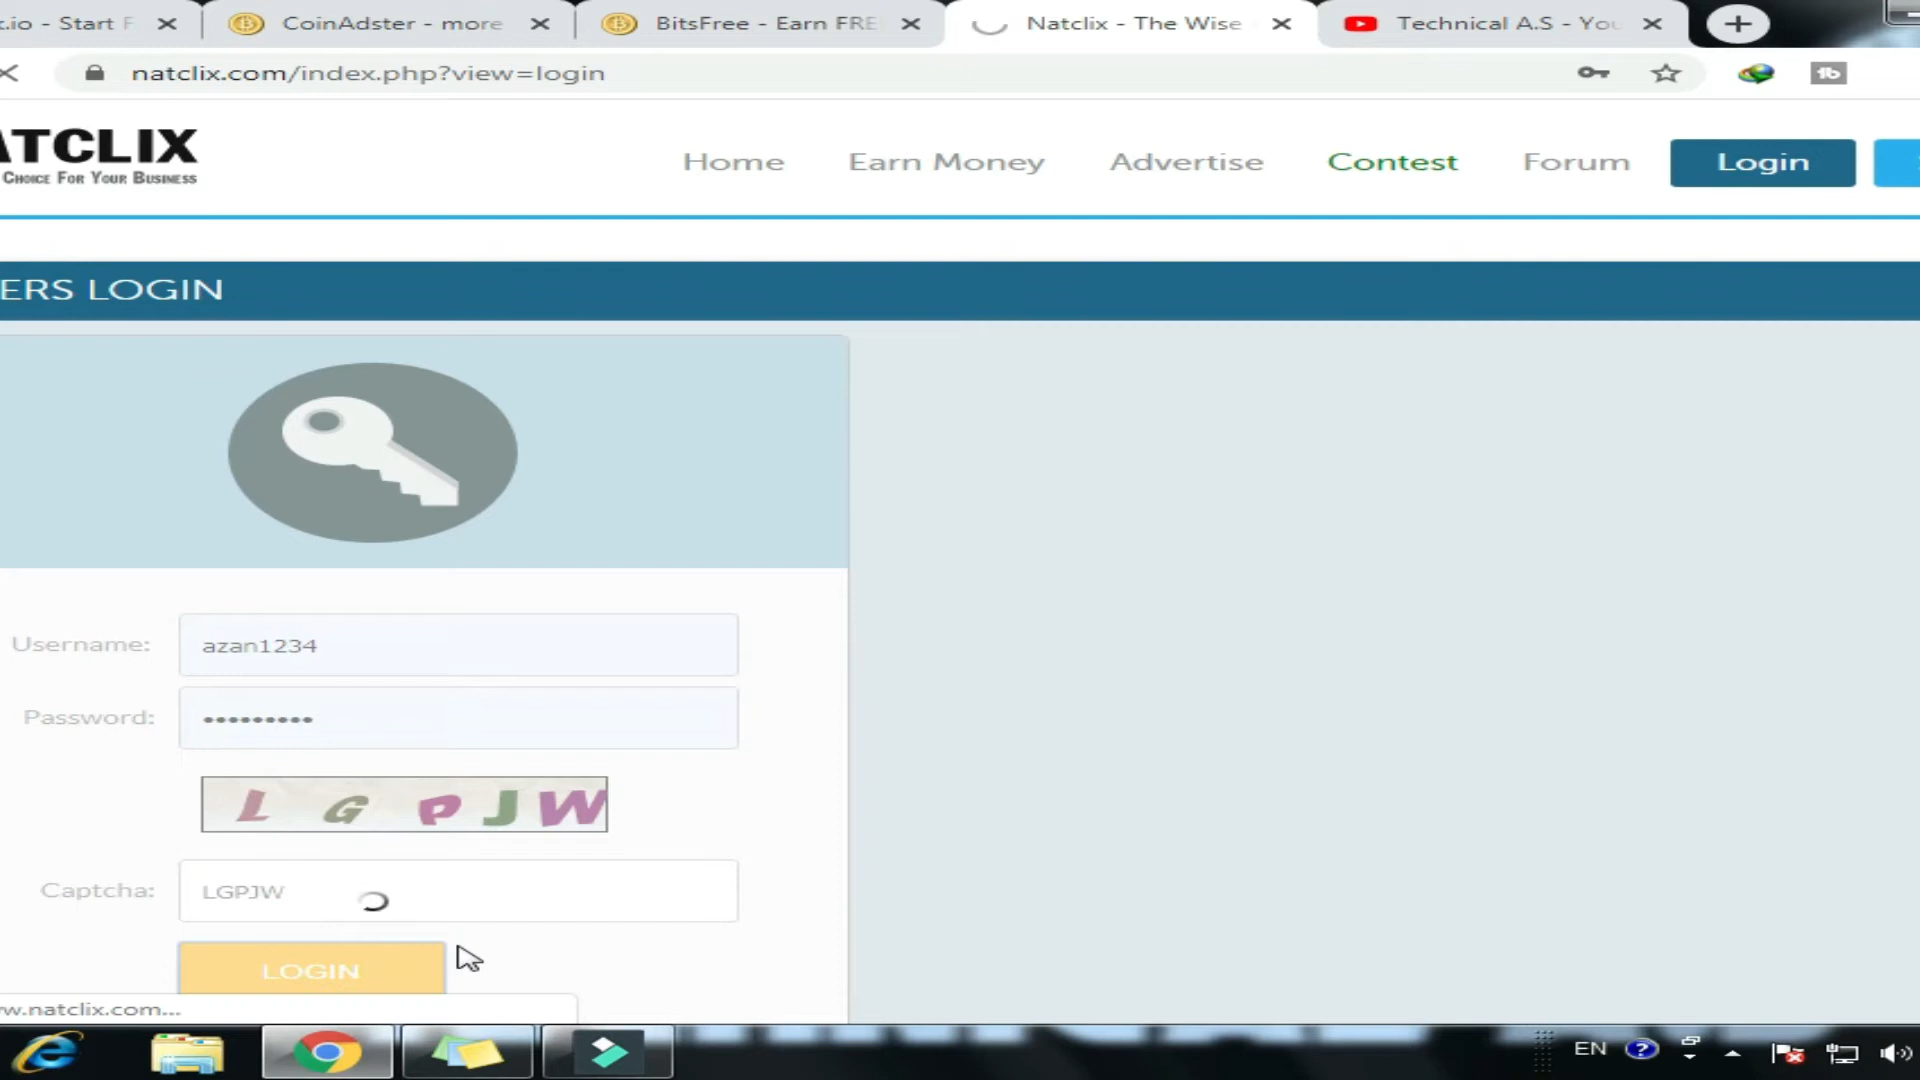 .io - Start F
CoinAdster - more
BitsFree - Earn FRE
Natclix - The Wise
Technical A.S - You
natclix.com/index.php?view=login
ATCLIX
CHOICE FOR YOUR BUSINESS
Home
Earn Money
Advertise
Contest
Forum
Login
ERS LOGIN
Username:
azan1234
Password:
L G P J W
Captcha:
LGPJW
LOGIN
w.natclix.com...
EN